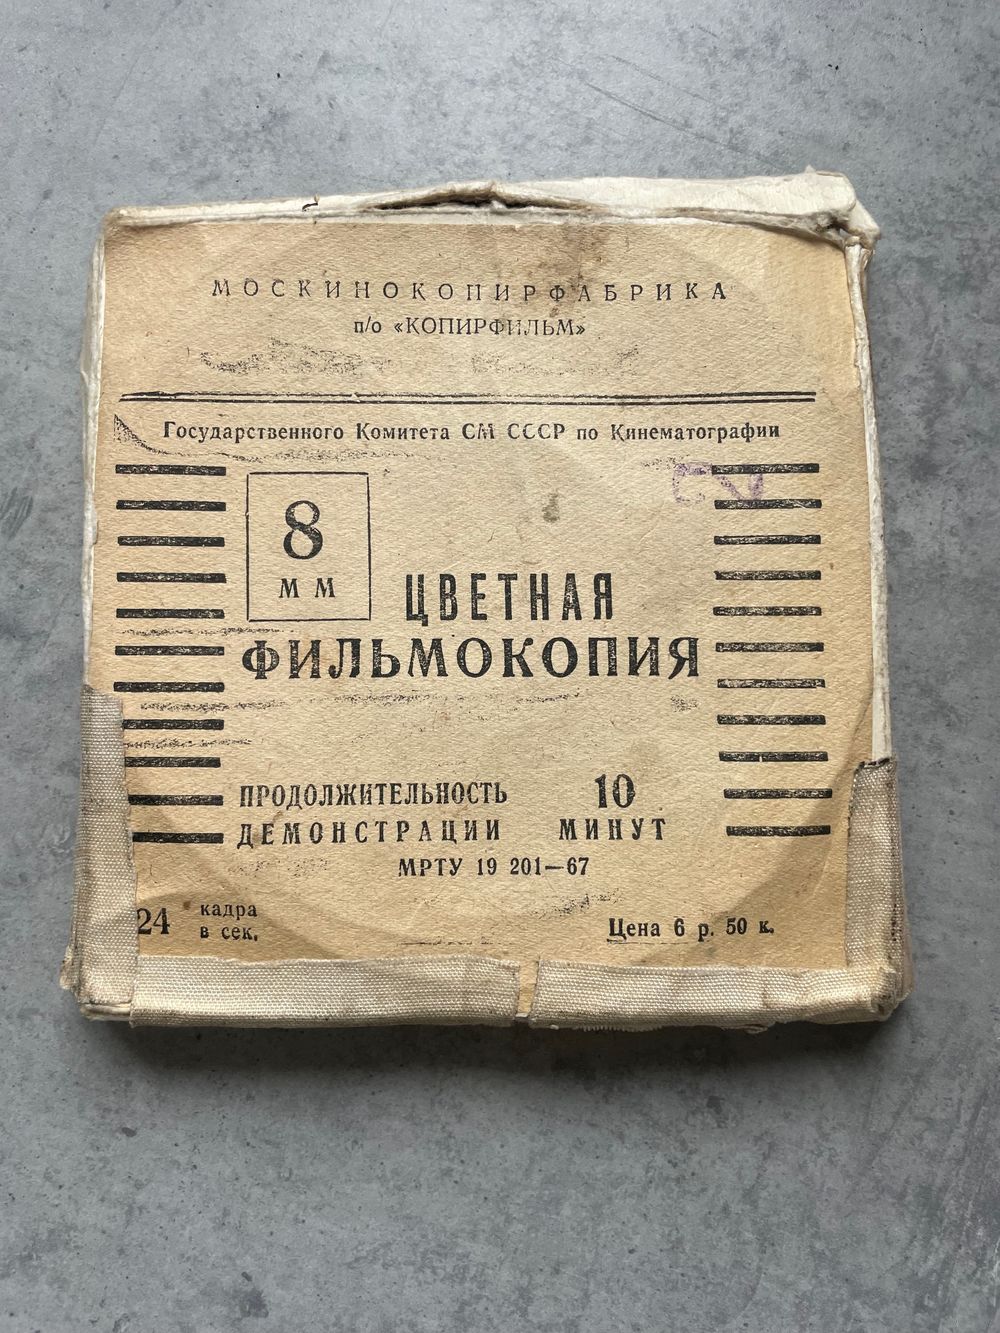 МОСКИНОКОПИРФАБРИКА
п/о «КОПИРФИЛЬМ»
Государственного Комитета СМ СССР по Кинематографии
8
мм
ЦВЕТНАЯ
ФИЛЬМОКОПИЯ
ПРОДОЛЖИТЕЛЬНОСТЬ 10
ДЕМОНСТРАЦИИ МИНУТ
МРТУ 19 201—67
24 кадра
в сек.
Цена 6 р. 50 к.